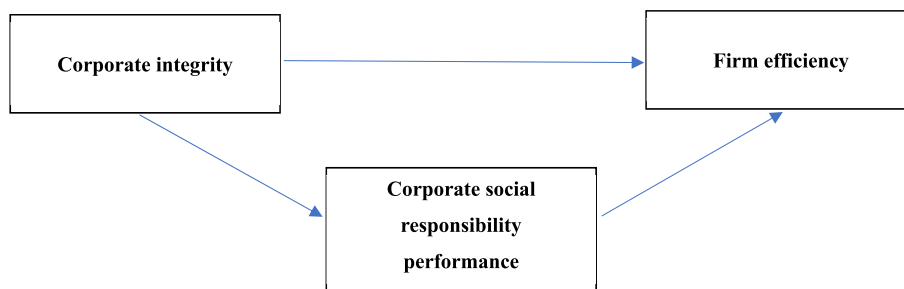 Corporate integrity
Firm efficiency
Corporate social
responsibility
performance